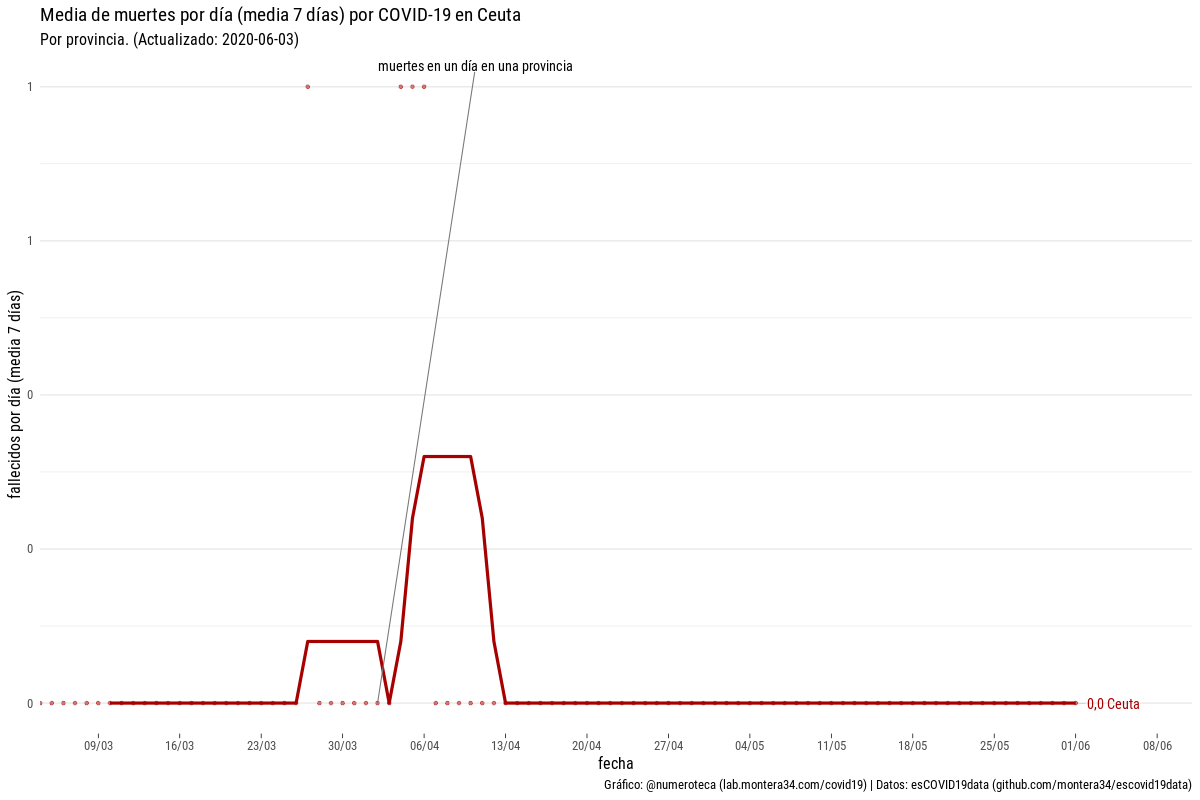 Media de muertes por día (media 7 días) por COVID-19 en Ceuta
Por provincia. (Actualizado: 2020-06-03)
muertes en un día en una provincia
1
1
0
0
0
fallecidos por día (media 7 días)
0,0 Ceuta
09/03 16/03 23/03 30/03 06/04 13/04 20/04 27/04 04/05 11/05 18/05 25/05 01/06 08/06
fecha
Gráfico: @numeroteca (lab.montera34.com/covid19) | Datos: esCOVID19data (github.com/montera34/escovid19data)